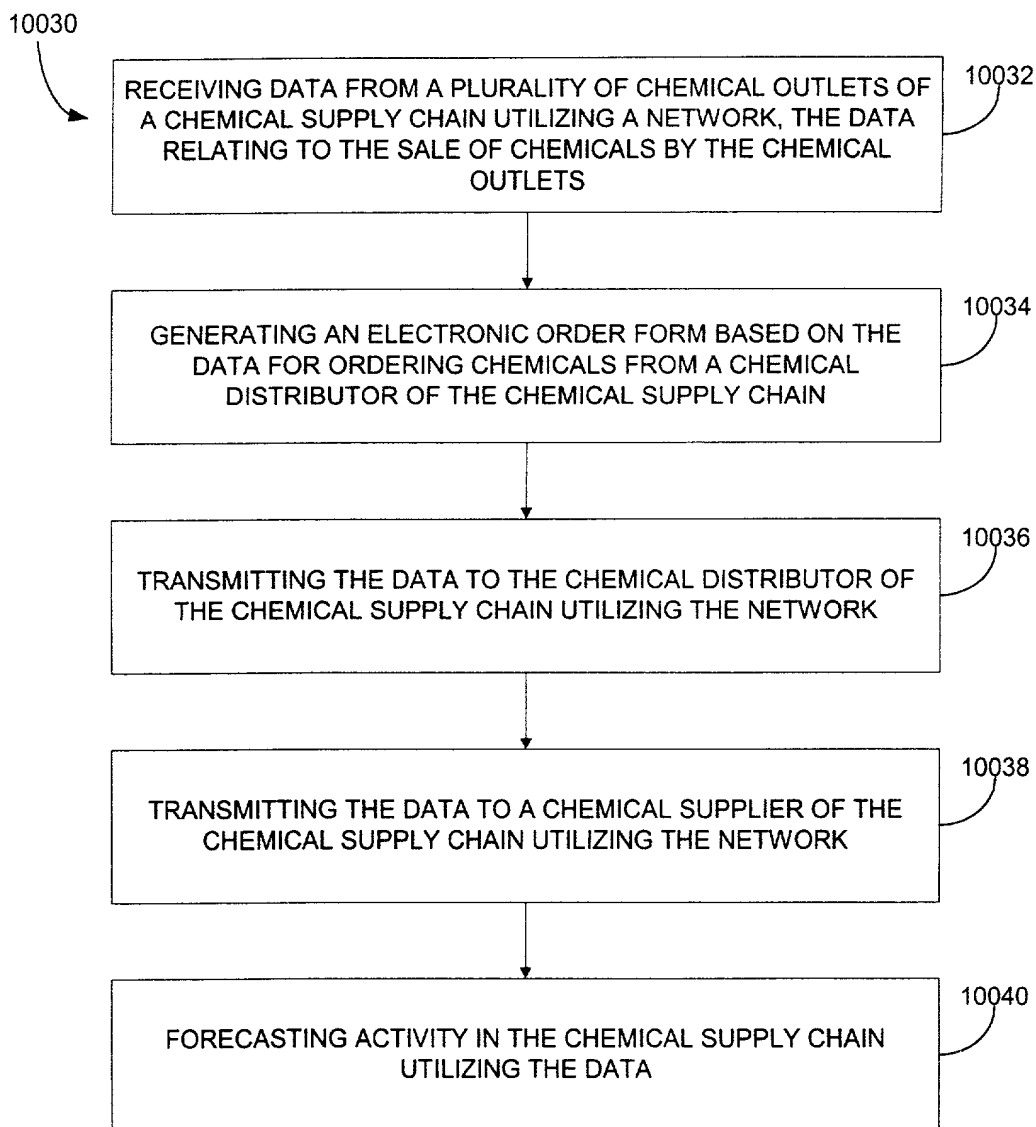 10030
10032
RECEIVING DATA FROM A PLURALITY OF CHEMICAL OUTLETS OF
A CHEMICAL SUPPLY CHAIN UTILIZING A NETWORK, THE DATA
RELATING TO THE SALE OF CHEMICALS BY THE CHEMICAL
OUTLETS
10034
GENERATING AN ELECTRONIC ORDER FORM BASED ON THE
DATA FOR ORDERING CHEMICALS FROM A CHEMICAL
DISTRIBUTOR OF THE CHEMICAL SUPPLY CHAIN
10036
TRANSMITTING THE DATA TO THE CHEMICAL DISTRIBUTOR OF
THE CHEMICAL SUPPLY CHAIN UTILIZING THE NETWORK
10038
TRANSMITTING THE DATA TO A CHEMICAL SUPPLIER OF THE
CHEMICAL SUPPLY CHAIN UTILIZING THE NETWORK
10040
FORECASTING ACTIVITY IN THE CHEMICAL SUPPLY CHAIN
UTILIZING THE DATA